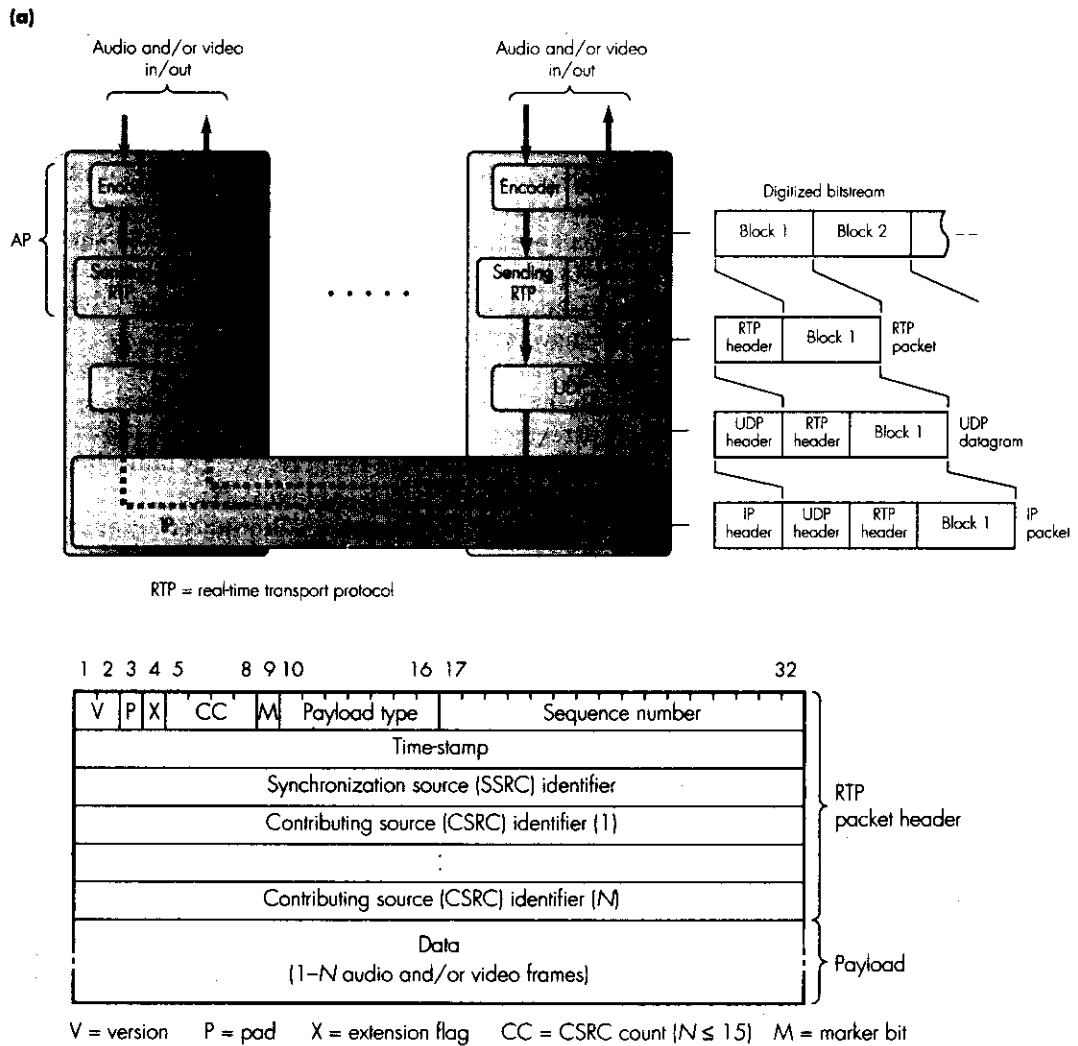 (a)
Audio and/or video
in/out
Audio and/or video
in/out
AP
Encoder
Digitized bitstream
Block 1
Block 2
Sending
RTP
RTP
header
Block 1
RTP
packet
UDP
header
RTP
header
Block 1
UDP
datagram
IP
IP
header
UDP
header
RTP
header
Block 1
IP
packet
RTP = real-time transport protocol
1 2 3 4 5 8 9 10 16 17 32
V P X CC M Payload type Sequence number
Time-stamp
Synchronization source (SSRC) identifier
Contributing source (CSRC) identifier (1)
:
Contributing source (CSRC) identifier (N)
RTP
packet header
Data
(1–N audio and/or video frames)
Payload
V = version P = pad X = extension flag CC = CSRC count (N ≤ 15) M = marker bit